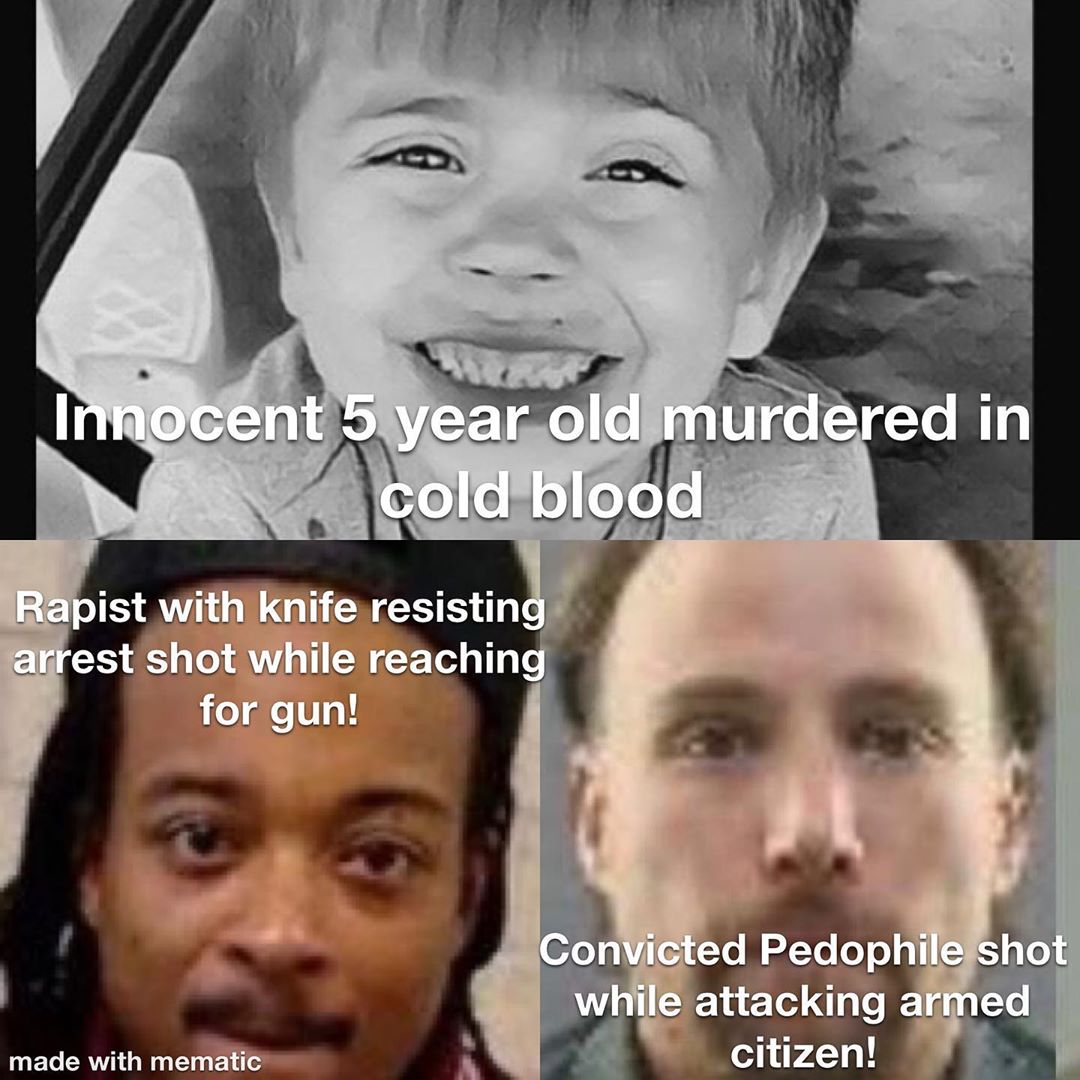 Innocent 5 year old murdered in
cold blood
Rapist with knife resisting
arrest shot while reaching
for gun!
Convicted Pedophile shot
while attacking armed
citizen!
made with mematic